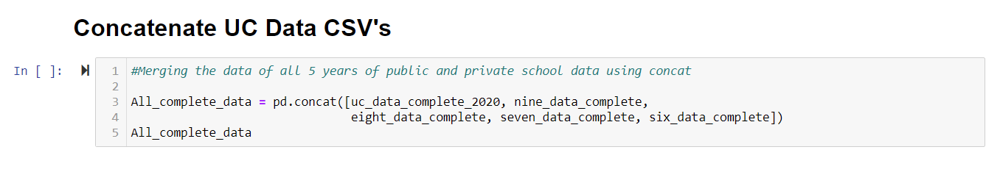 Concatenate UC Data CSV's
In [ ]:
1 #Merging the data of all 5 years of public and private school data using concat
2
3 All_complete_data = pd.concat([uc_data_complete_2020, nine_data_complete,
4 eight_data_complete, seven_data_complete, six_data_complete])
5 All_complete_data